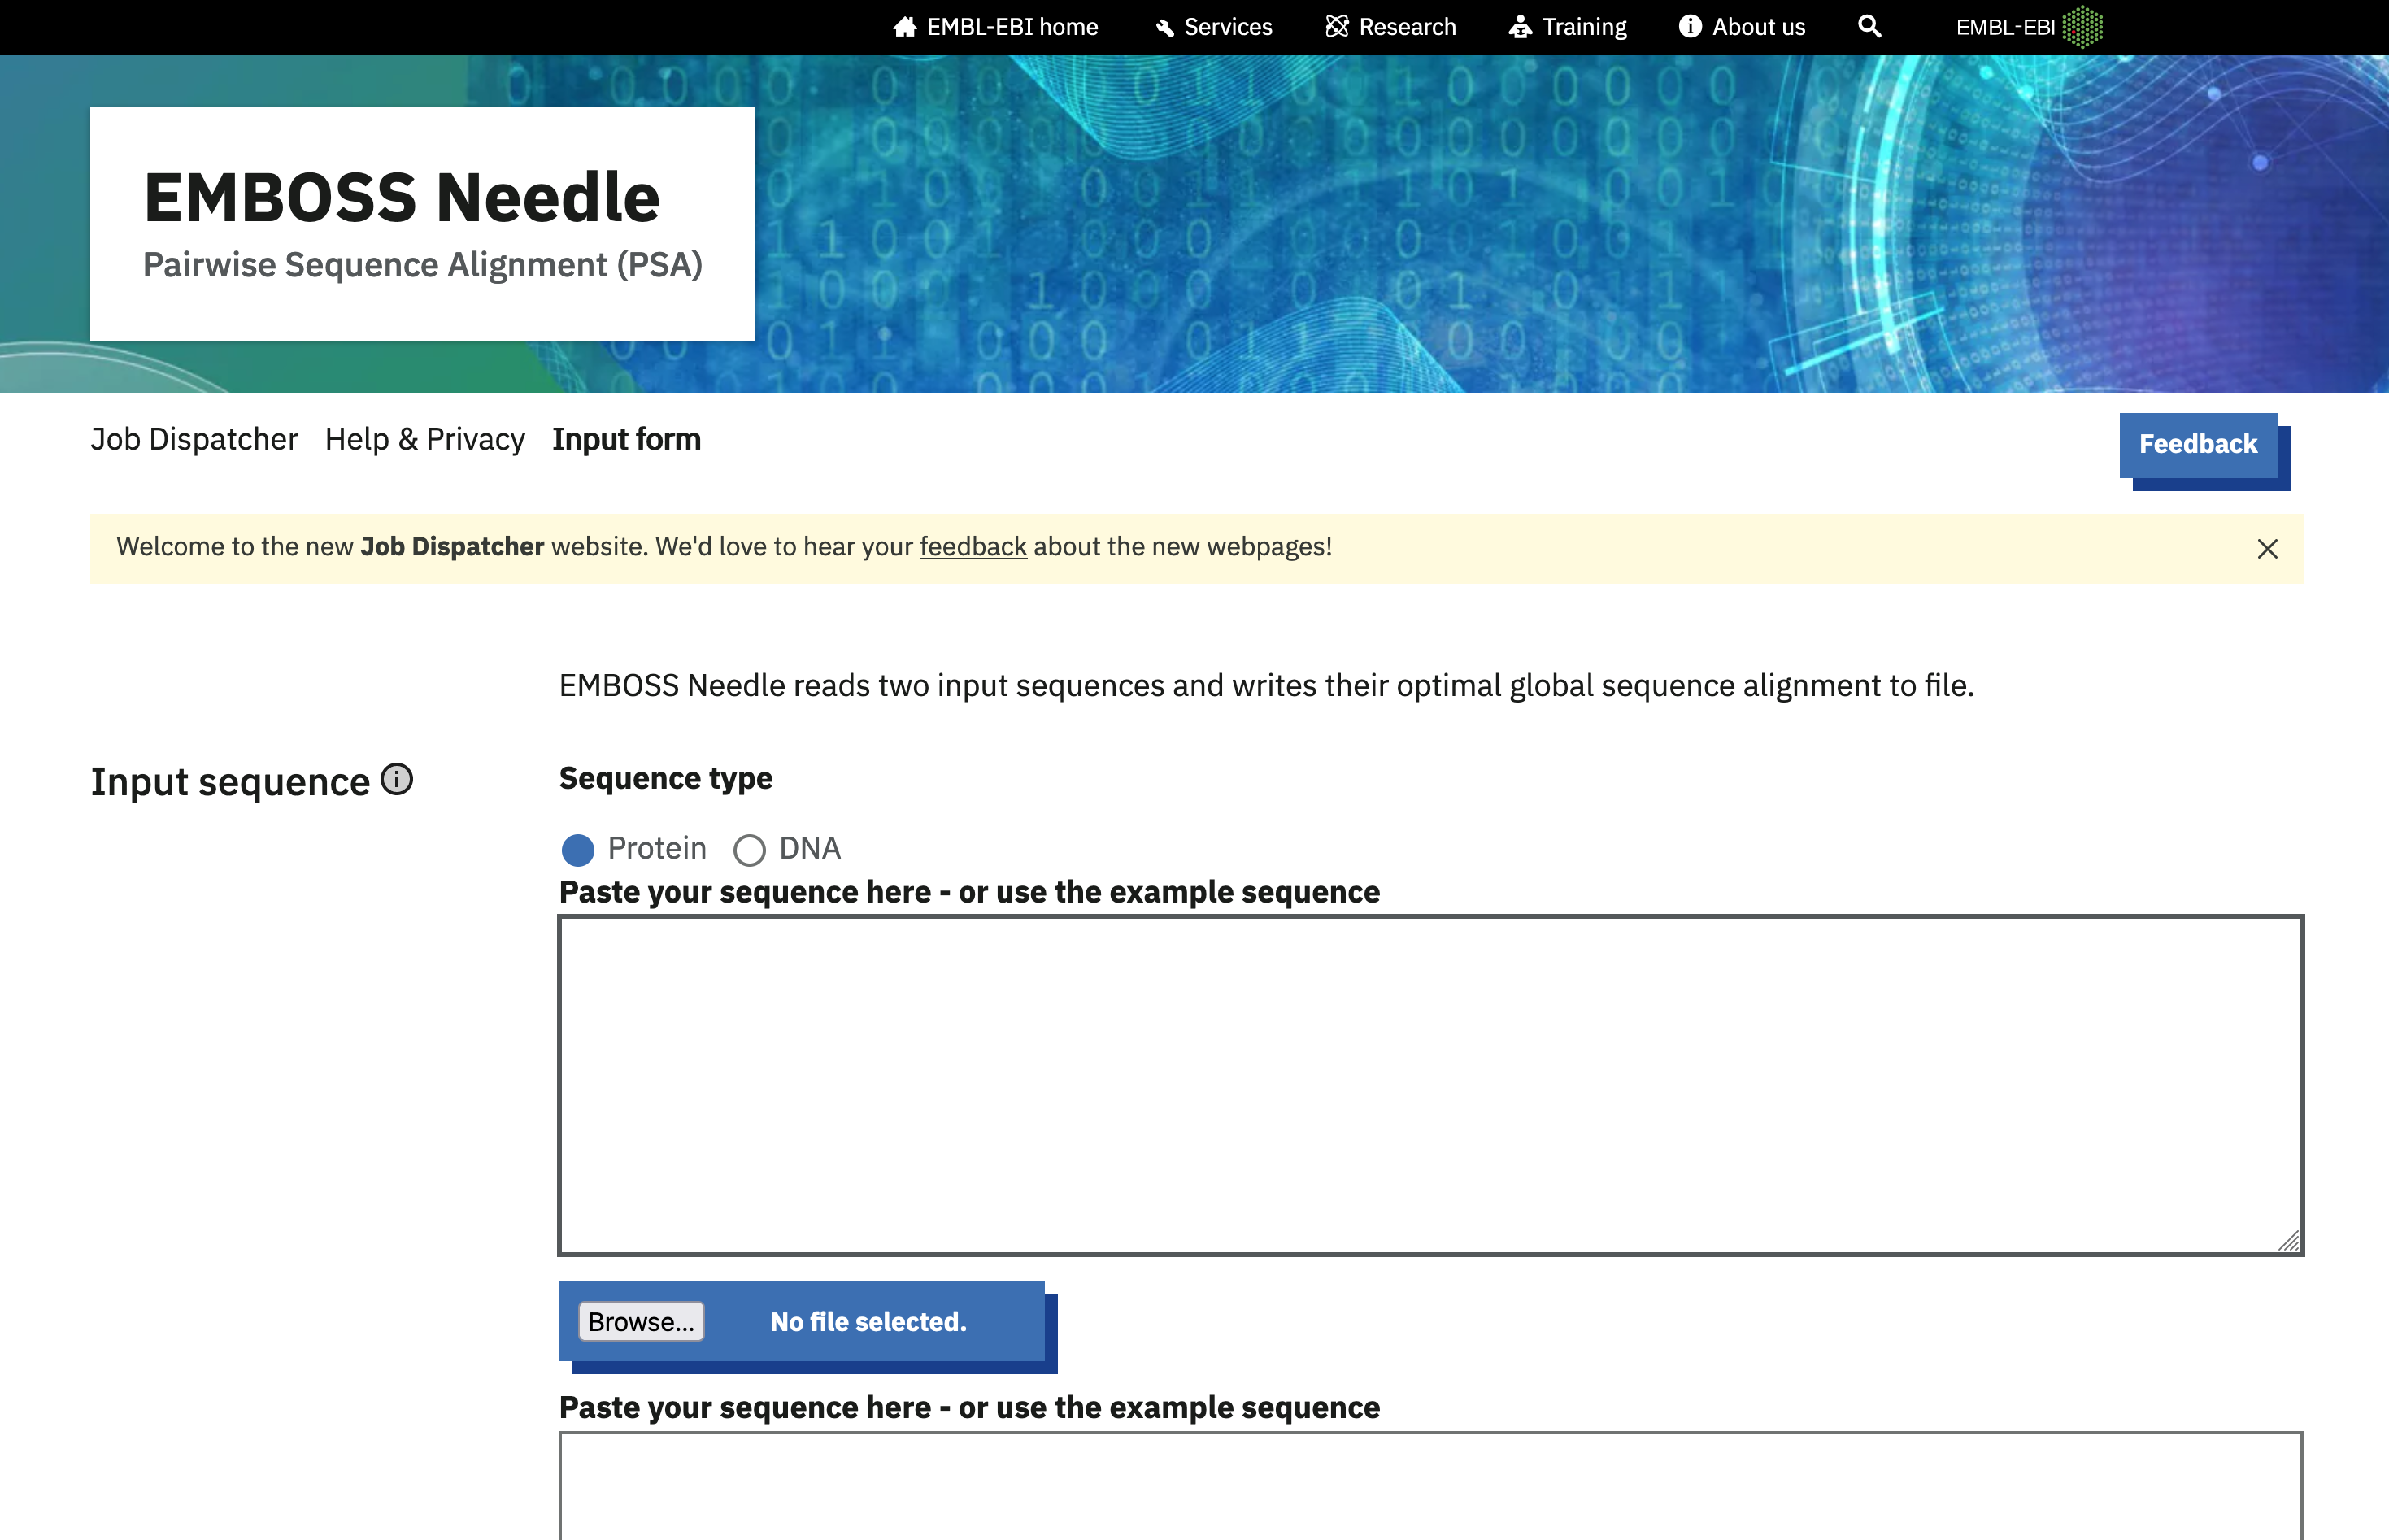 EMBL-EBI home Services Research Training About us EMBL-EBI
EMBOSS Needle
Pairwise Sequence Alignment (PSA)
Job Dispatcher Help & Privacy Input form
Feedback
Welcome to the new Job Dispatcher website. We'd love to hear your feedback about the new webpages!
EMBOSS Needle reads two input sequences and writes their optimal global sequence alignment to file.
Input sequence
Sequence type
Protein DNA
Paste your sequence here - or use the example sequence
Browse... No file selected.
Paste your sequence here - or use the example sequence